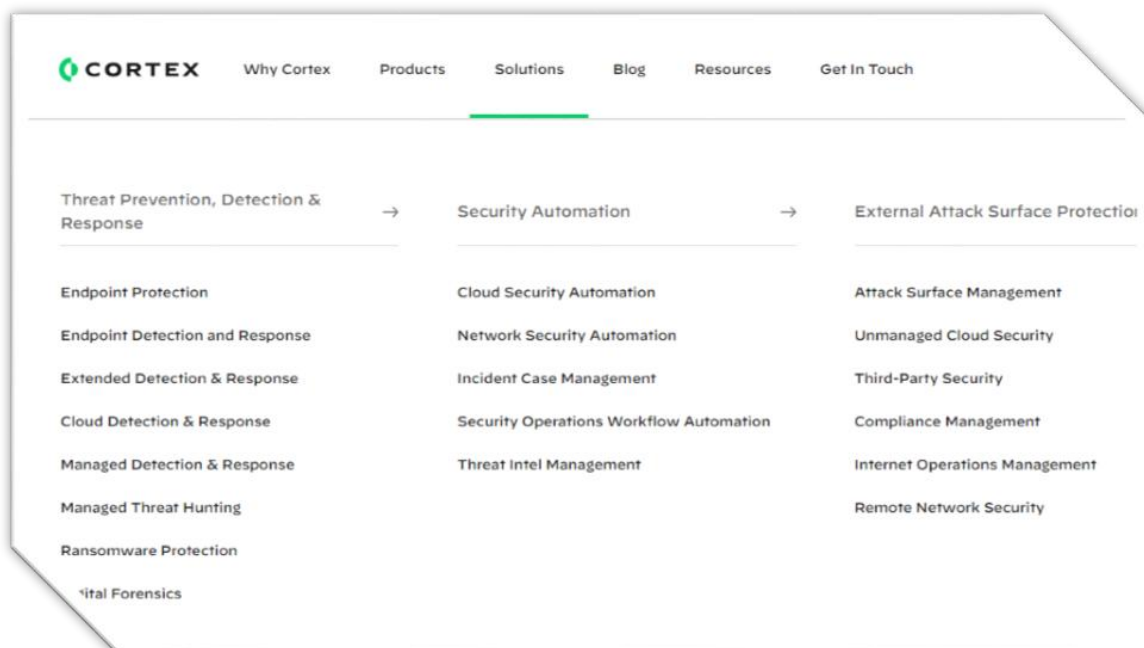 CORTEX Why Cortex Products Solutions Blog Resources Get In Touch
Threat Prevention, Detection &
Response
→
Endpoint Protection
Endpoint Detection and Response
Extended Detection & Response
Cloud Detection & Response
Managed Detection & Response
Managed Threat Hunting
Ransomware Protection
Forensics
Security Automation →
Cloud Security Automation
Network Security Automation
Incident Case Management
Security Operations Workflow Automation
Threat Intel Management
External Attack Surface
Attack Surface Management
Unmanaged Cloud Security
Third-Party Security
Compliance Management
Internet Operations Management
Remote Network Security